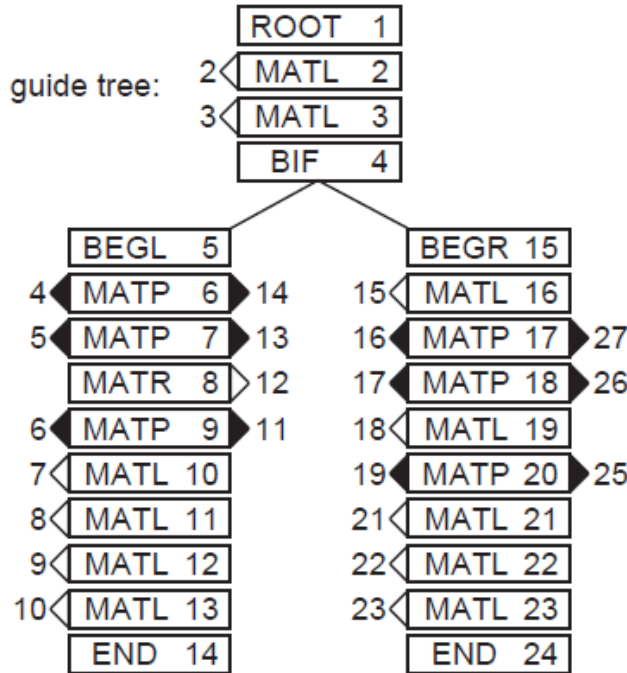 ROOT 1
guide tree:
2 MATL 2
3 MATL 3
BIF 4
BEGL 5
4 MATP 6 14
5 MATP 7 13
MATR 8 12
6 MATP 9 11
7 MATL 10
8 MATL 11
9 MATL 12
10 MATL 13
END 14
BEGR 15
15 MATL 16
16 MATP 17 27
17 MATP 18 26
18 MATL 19
19 MATP 20 25
21 MATL 21
22 MATL 22
23 MATL 23
END 24